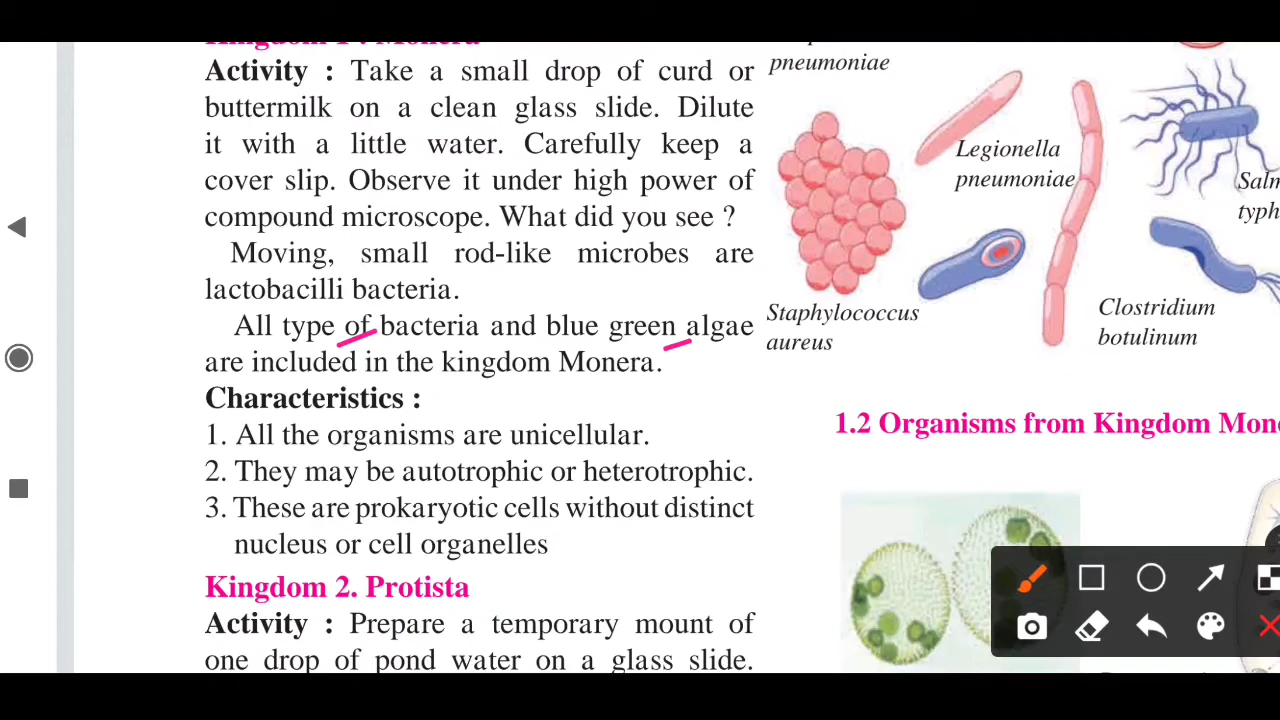 Kingdom 1 : Monera
Activity : Take a small drop of curd or
buttermilk on a clean glass slide. Dilute
it with a little water. Carefully keep a
cover slip. Observe it under high power of
compound microscope. What did you see ?
Moving, small rod-like microbes are
lactobacilli bacteria.
All type of bacteria and blue green algae
are included in the kingdom Monera.
Characteristics :
1. All the organisms are unicellular.
2. They may be autotrophic or heterotrophic.
3. These are prokaryotic cells without distinct
nucleus or cell organelles
Kingdom 2. Protista
Activity : Prepare a temporary mount of
one drop of pond water on a glass slide.
pneumoniae
Legionella
pneumoniae
Staphylococcus
aureus
Clostridium
botulinum
1.2 Organisms from Kingdom